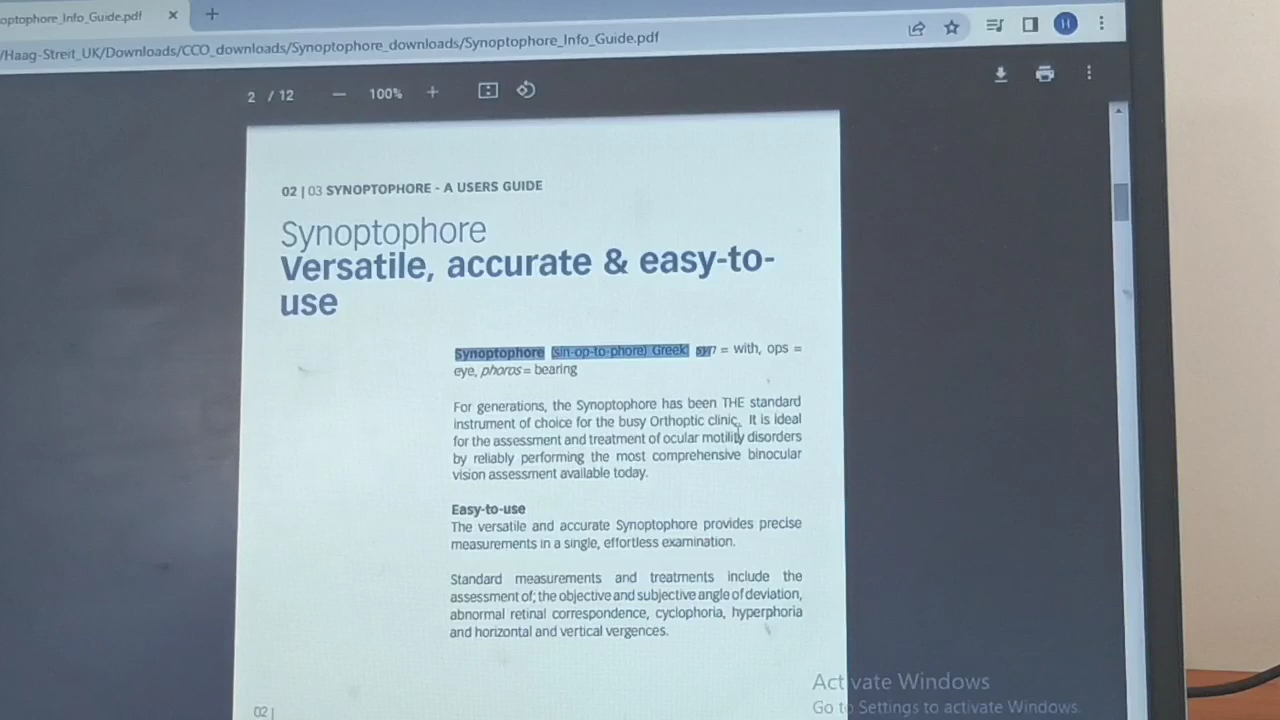 optophore_Info_Guide.pdf
/Haag-Streit_UK/Downloads/CCO_downloads/Synoptophore_downloads/Synoptophore_Info_Guide.pdf
H
2 / 12
100%
02 | 03 SYNOPTOPHORE - A USERS GUIDE
Synoptophore
Versatile, accurate & easy-to-
use
Synoptophore (sin-op-to-phore) Greek: syn = with, ops =
eye, phoros = bearing
For generations, the Synoptophore has been THE standard
instrument of choice for the busy Orthoptic clinic. It is ideal
for the assessment and treatment of ocular motility disorders
by reliably performing the most comprehensive binocular
vision assessment available today.
Easy-to-use
The versatile and accurate Synoptophore provides precise
measurements in a single, effortless examination.
Standard measurements and treatments include the
assessment of; the objective and subjective angle of deviation,
abnormal retinal correspondence, cyclophoria, hyperphoria
and horizontal and vertical vergences.
02 |
Activate Windows
Go to Settings to activate Windows.